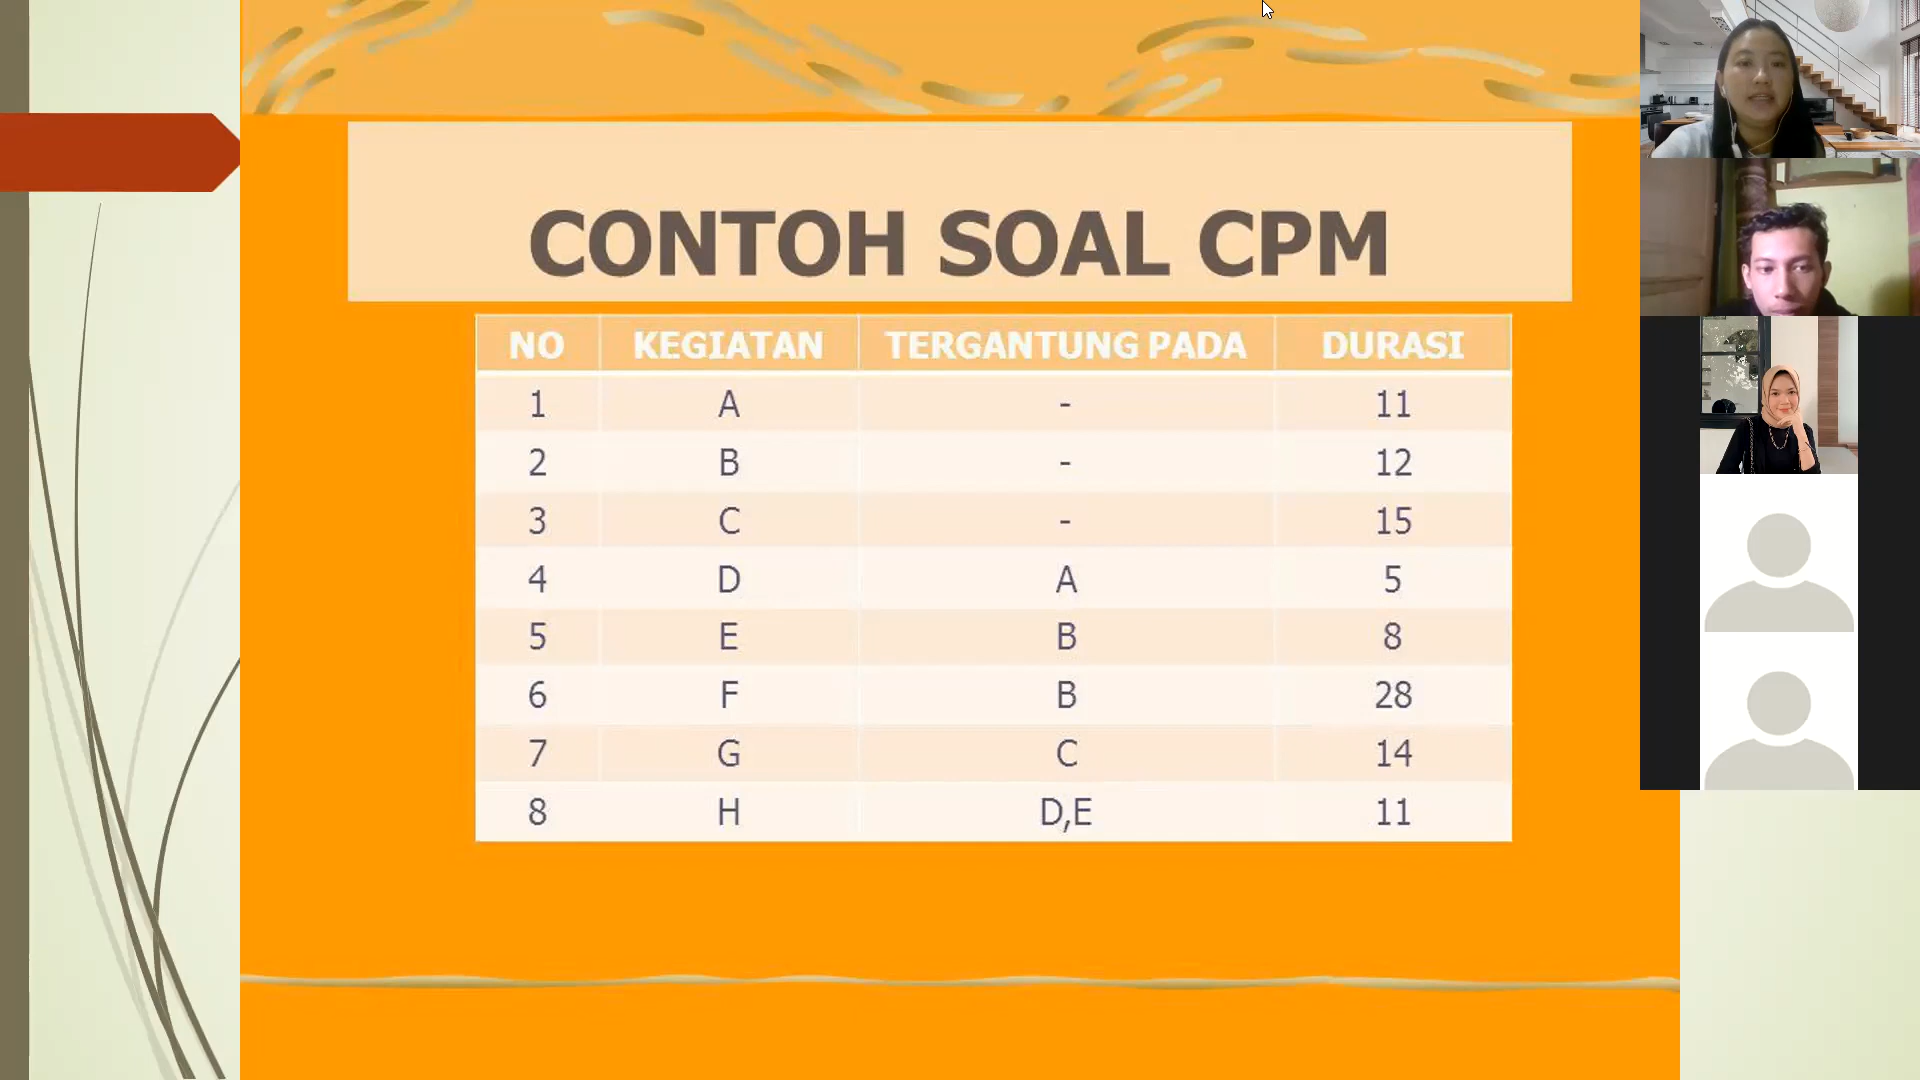 CONTOH SOAL CPM
NO KEGIATAN TERGANTUNG PADA DURASI
1 A - 11
2 B - 12
3 C - 15
4 D A 5
5 E B 8
6 F B 28
7 G C 14
8 H D,E 11